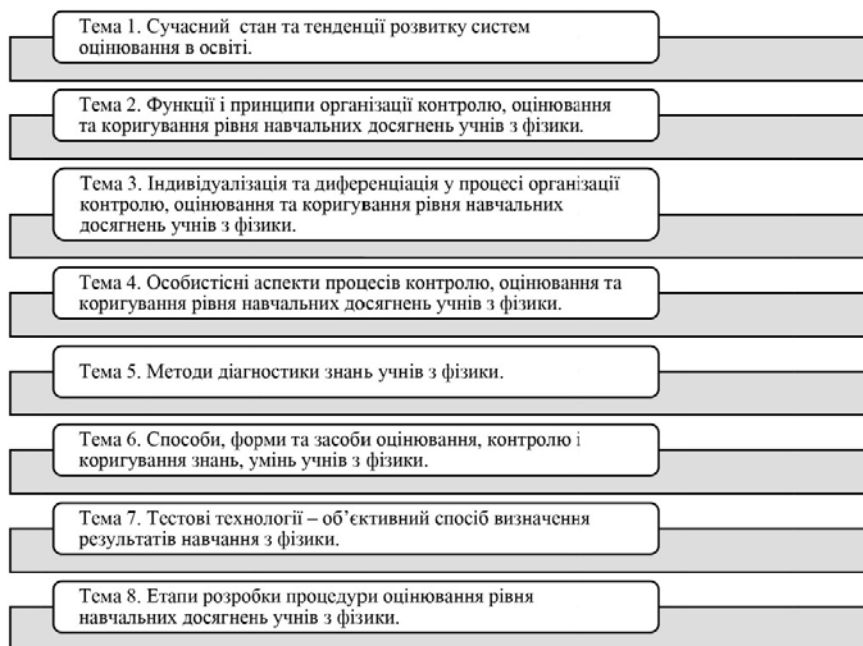 Тема 1. Сучасний стан та тенденції розвитку систем
оцінювання в освіті.
Тема 2. Функції і принципи організації контролю, оцінювання
та коригування рівня навчальних досягнень учнів з фізики.
Тема 3. Індивідуалізація та диференціація у процесі організації
контролю, оцінювання та коригування рівня навчальних
досягнень учнів з фізики.
Тема 4. Особистісні аспекти процесів контролю, оцінювання та
коригування рівня навчальних досягнень учнів з фізики.
Тема 5. Методи діагностики знань учнів з фізики.
Тема 6. Способи, форми та засоби оцінювання, контролю і
коригування знань, умінь учнів з фізики.
Тема 7. Тестові технології – об’єктивний спосіб визначення
результатів навчання з фізики.
Тема 8. Етапи розробки процедури оцінювання рівня
навчальних досягнень учнів з фізики.